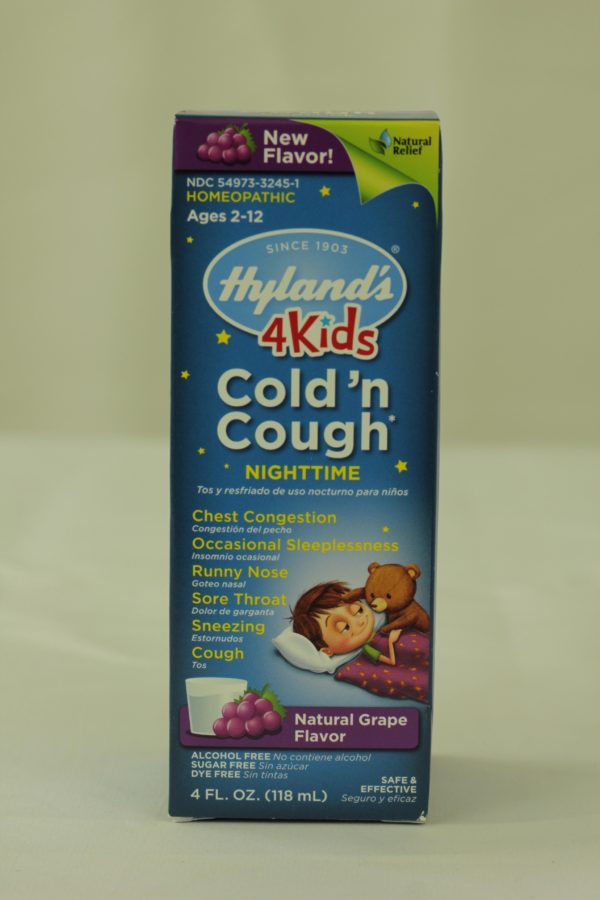 New
Flavor!
Natural
Relief
NDC 54973-3245-1
HOMEOPATHIC
Ages 2-12
SINCE 1903
Hyland's®
4Kids
Cold 'n
Cough*
NIGHTTIME
Tos y resfriado de uso nocturno para niños
Chest Congestion
Congestión del pecho
Occasional Sleeplessness
Insomnio ocasional
Runny Nose
Goteo nasal
Sore Throat
Dolor de garganta
Sneezing
Estornudos
Cough
Tos
Natural Grape
Flavor
ALCOHOL FREE No contiene alcohol
SUGAR FREE Sin azúcar
DYE FREE Sin tintas
4 FL. OZ. (118 mL)
SAFE &
EFFECTIVE
Seguro y eficaz